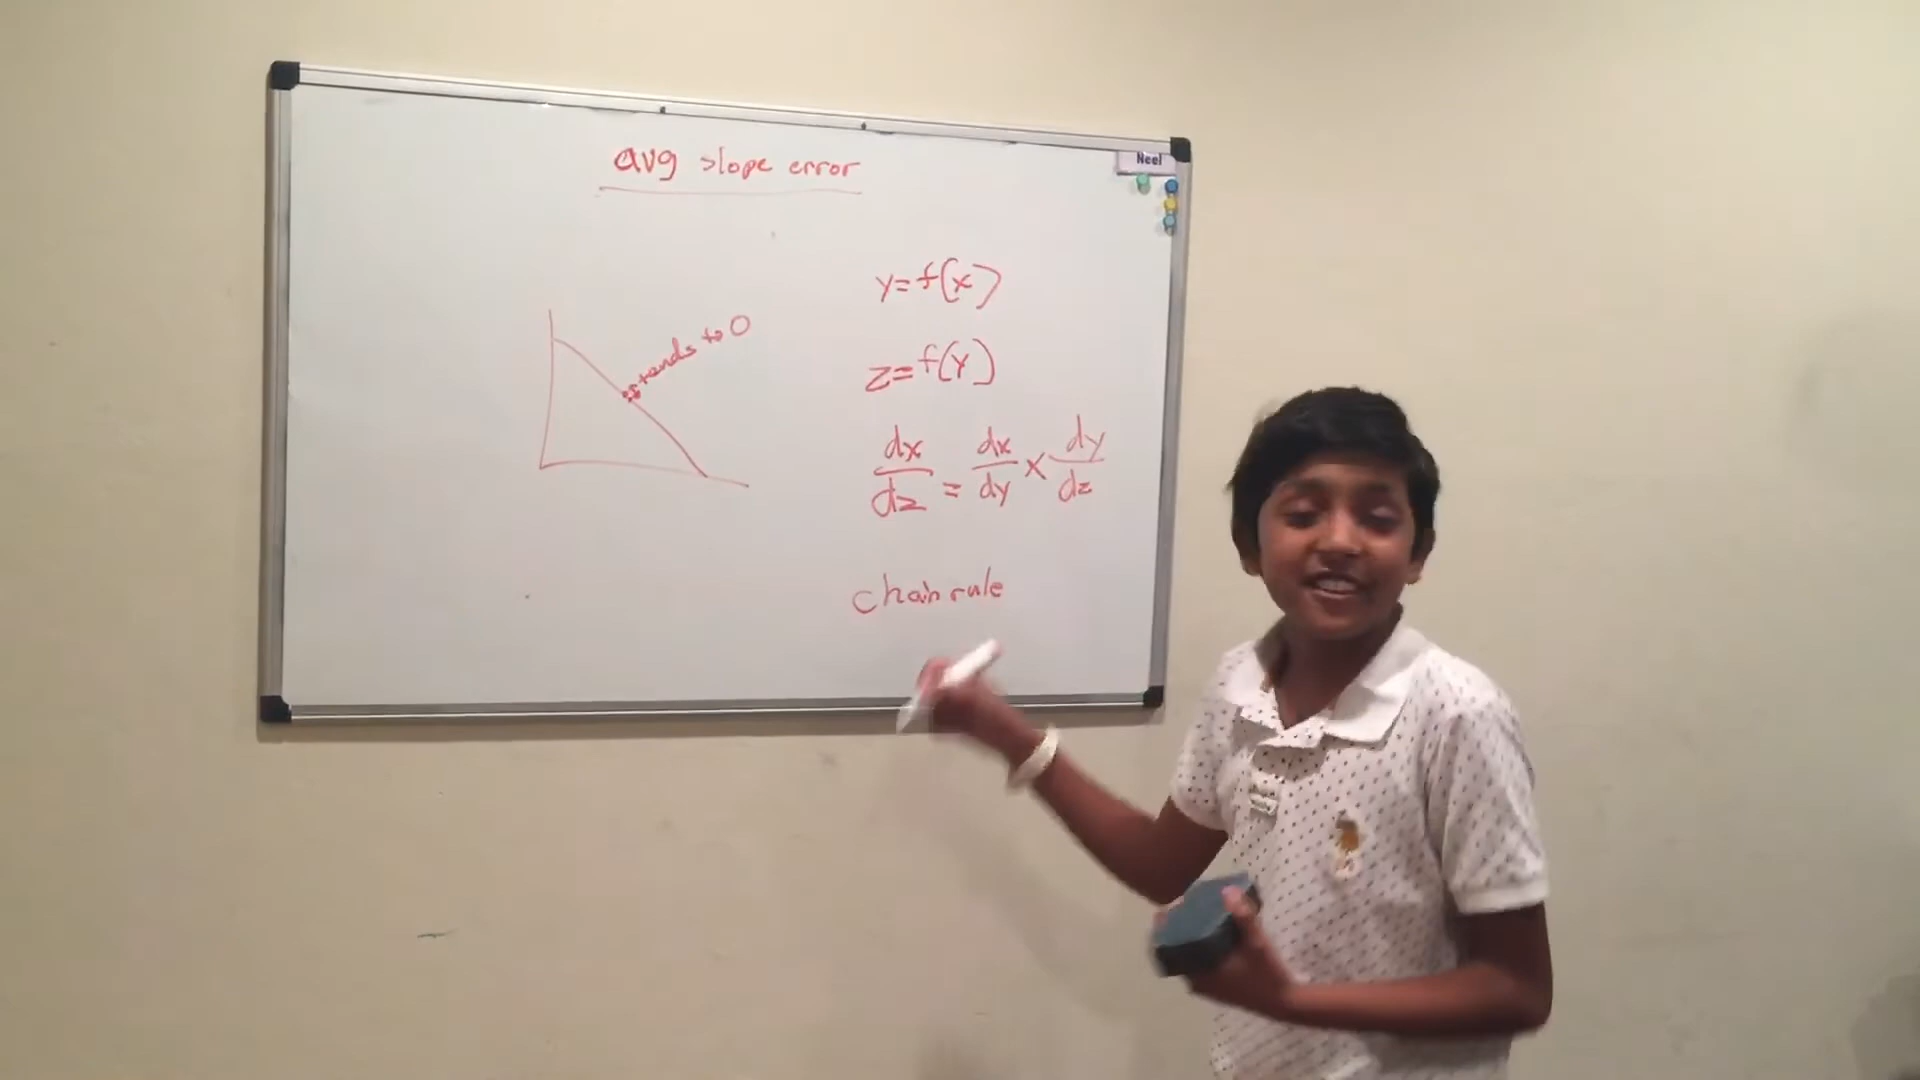 avg slope error
Neel
tends to 0
y=f(x)
z=f(y)
dx/dz = dx/dy × dy/dz
chain rule